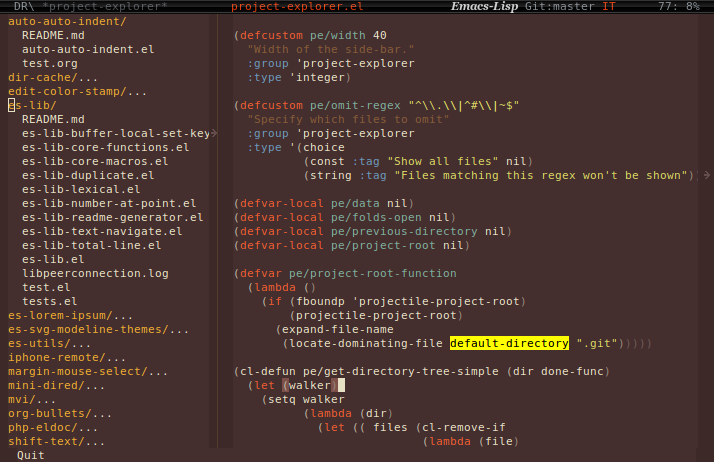 DR\ *project-explorer*
auto-auto-indent/
README.md
auto-auto-indent.el
test.org
dir-cache/...
edit-color-stamp/...
es-lib/
README.md
es-lib-buffer-local-set-key
es-lib-core-functions.el
es-lib-core-macros.el
es-lib-duplicate.el
es-lib-lexical.el
es-lib-number-at-point.el
es-lib-readme-generator.el
es-lib-text-navigate.el
es-lib-total-line.el
es-lib.el
libpeerconnection.log
test.el
tests.el
es-lorem-ipsum/...
es-svg-modeline-themes/...
es-utils/...
iphone-remote/...
margin-mouse-select/...
mini-dired/...
mvi/...
org-bullets/...
php-eldoc/...
shift-text/...
project-explorer.el Emacs-Lisp Git:master IT 77: 8%
(defcustom pe/width 40
"Width of the side-bar."
:group 'project-explorer
:type 'integer)
(defcustom pe/omit-regex "^\\.\\|^#\\|~$"
"Specify which files to omit"
:group 'project-explorer
:type '(choice
(const :tag "Show all files" nil)
(string :tag "Files matching this regex won't be shown")
(defvar-local pe/data nil)
(defvar-local pe/folds-open nil)
(defvar-local pe/previous-directory nil)
(defvar-local pe/project-root nil)
(defvar pe/project-root-function
(lambda ()
(if (fboundp 'projectile-project-root)
(projectile-project-root)
(expand-file-name
(locate-dominating-file default-directory ".git")))))
(cl-defun pe/get-directory-tree-simple (dir done-func)
(let (walker)
(setq walker
(lambda (dir)
(let (( files (cl-remove-if
(lambda (file)
Quit